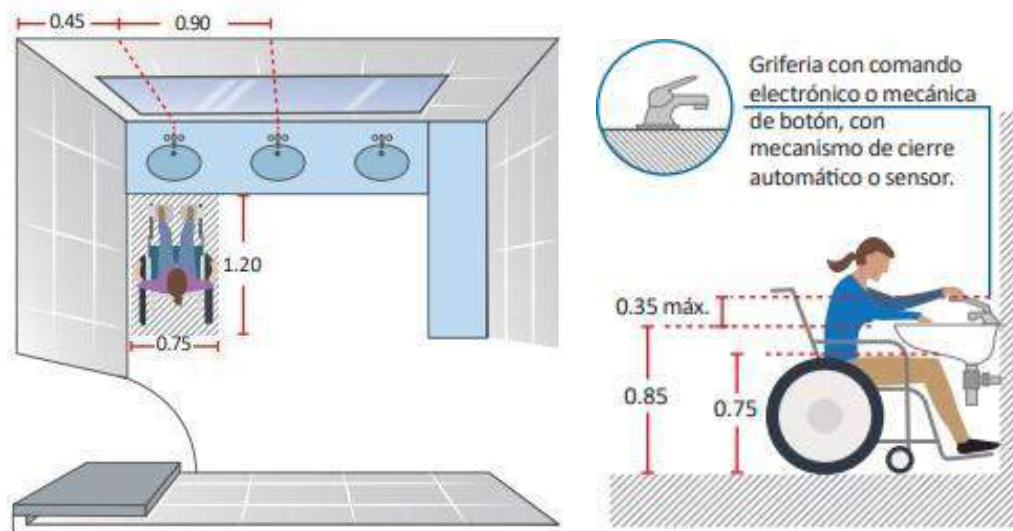 0.45
0.90
1.20
0.75
Griferia con comando
electrónico o mecánica
de botón, con
mecanismo de cierre
automático o sensor.
0.35 máx.
0.85
0.75